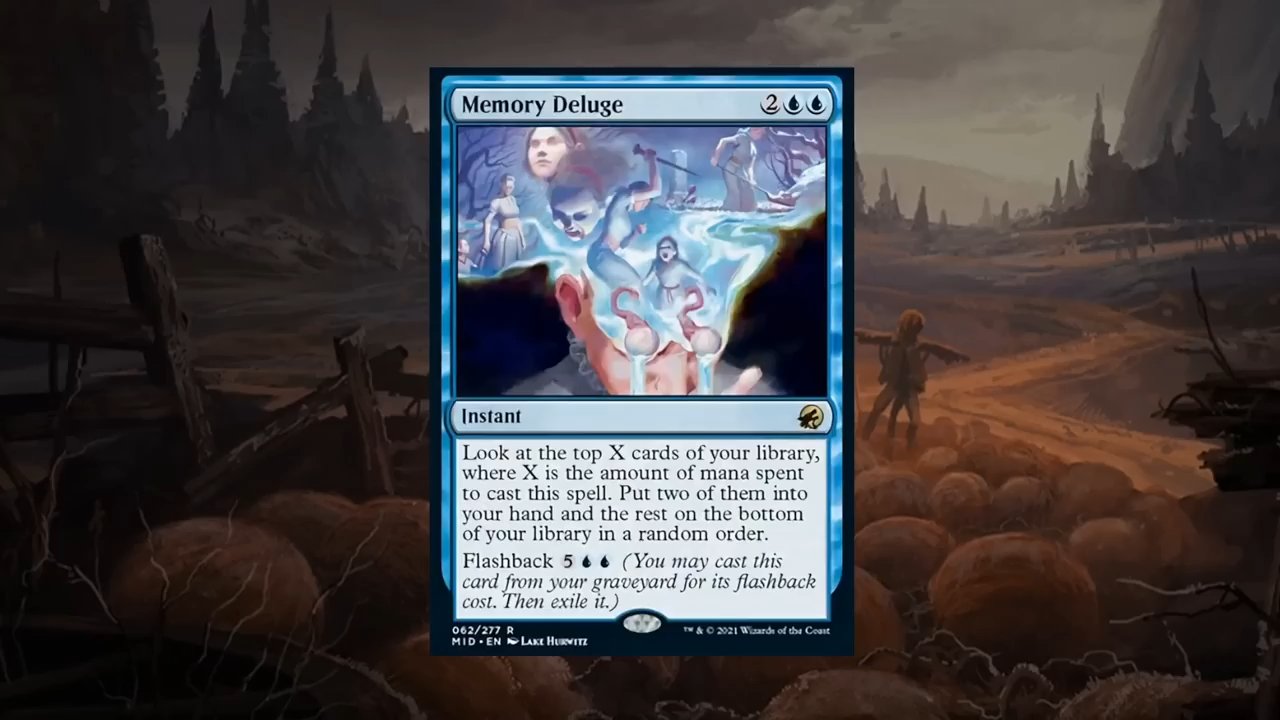 Memory Deluge 2
Instant
Look at the top X cards of your library,
where X is the amount of mana spent
to cast this spell. Put two of them into
your hand and the rest on the bottom
of your library in a random order.
Flashback 5 (You may cast this
card from your graveyard for its flashback
cost. Then exile it.)
062/277 R
MID • EN Lake Hurwitz
™ & © 2021 Wizards of the Coast